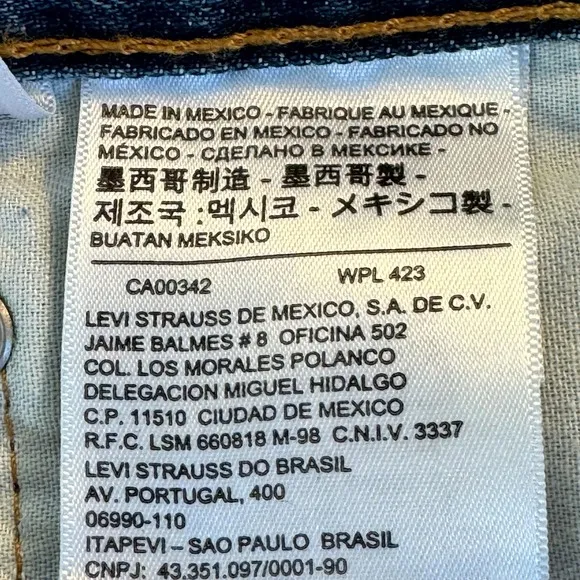 MADE IN MEXICO - FABRIQUE AU MEXIQUE -
FABRICADO EN MEXICO - FABRICADO NO
MÉXICO - СДЕЛАНО В МЕКСИКЕ -
墨西哥制造 - 墨西哥製 -
제조국 :멕시코 - メキシコ製 -
BUATAN MEKSIKO
CA00342 WPL 423
LEVI STRAUSS DE MEXICO, S.A. DE C.V.
JAIME BALMES # 8 OFICINA 502
COL. LOS MORALES POLANCO
DELEGACION MIGUEL HIDALGO
C.P. 11510 CIUDAD DE MEXICO
R.F.C. LSM 660818 M-98 C.N.I.V. 3337
LEVI STRAUSS DO BRASIL
AV. PORTUGAL, 400
06990-110
ITAPEVI – SAO PAULO BRASIL
CNPJ: 43.351.097/0001-90